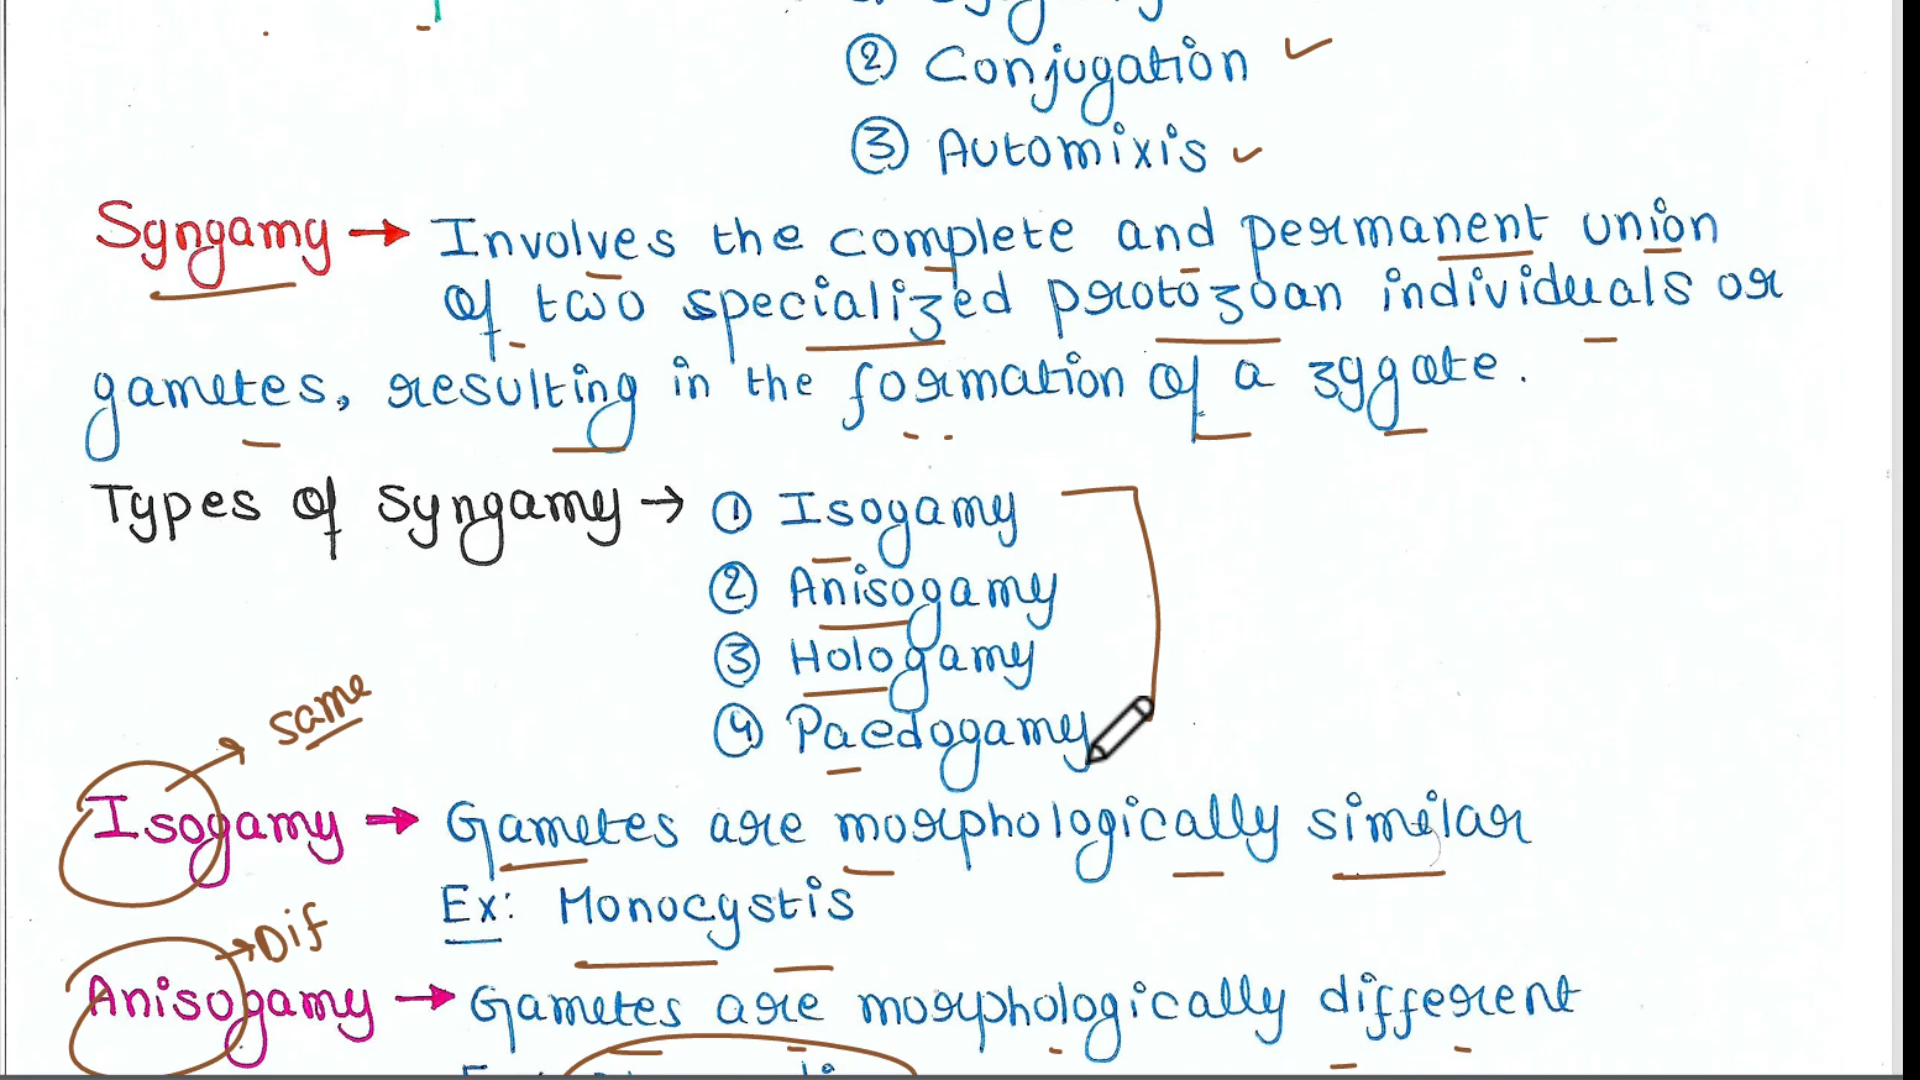 ② Conjugation
③ Automixis
Syngamy → Involves the complete and permanent union
of two specialized protozoan individuals or
gametes, resulting in the formation of a zygote.
Types of Syngamy → ① Isogamy
② Anisogamy
③ Hologamy
④ Paedogamy
same
Isogamy → Gametes are morphologically similar
Ex: Monocystis
Dif
Anisogamy → Gametes are morphologically different